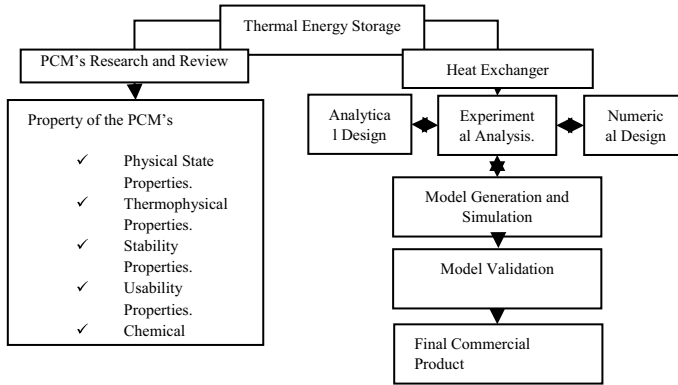 Thermal Energy Storage
PCM's Research and Review
Heat Exchanger
Property of the PCM's
✓ Physical State
Properties.
✓ Thermophysical
Properties.
✓ Stability
Properties.
✓ Usability
Properties.
✓ Chemical
Analytica
l Design
Experiment
al Analysis.
Numeric
al Design
Model Generation and
Simulation
Model Validation
Final Commercial
Product